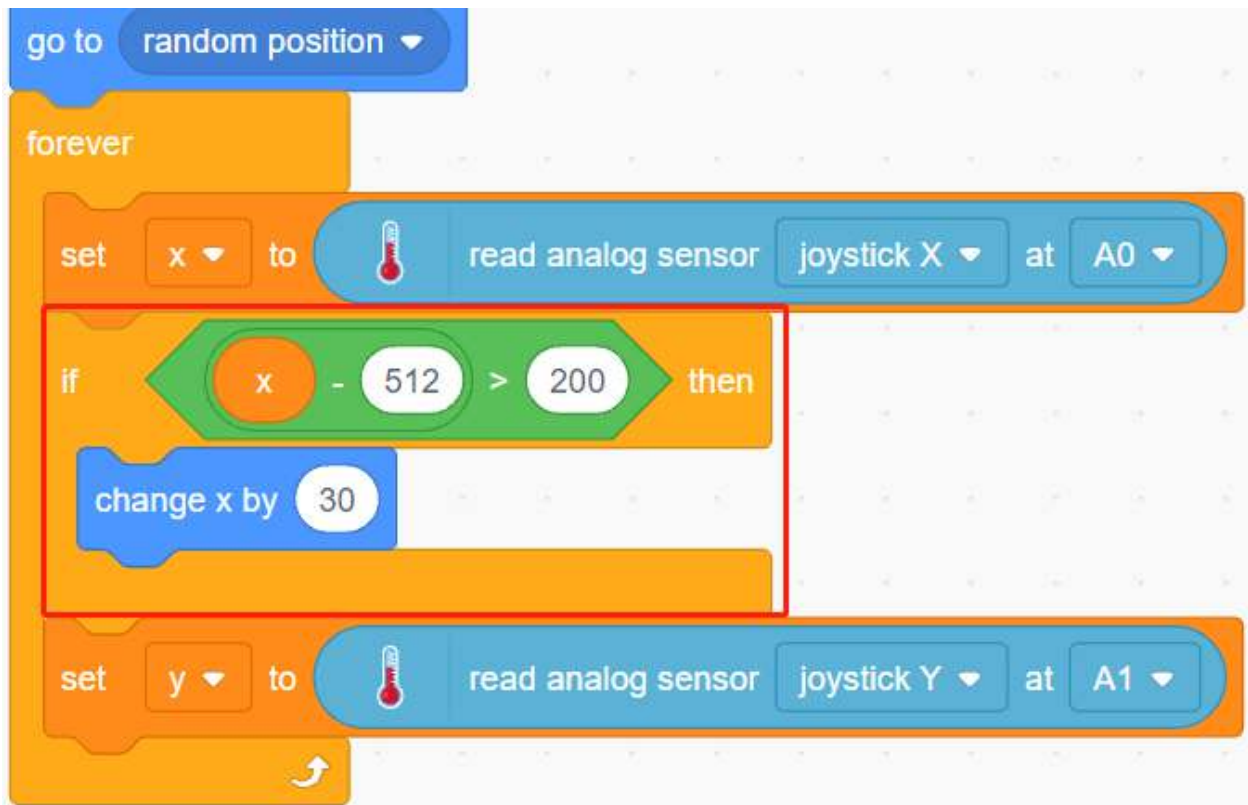 go to random position
forever
set x to read analog sensor joystick X at A0
if x - 512 > 200 then
change x by 30
set y to read analog sensor joystick Y at A1